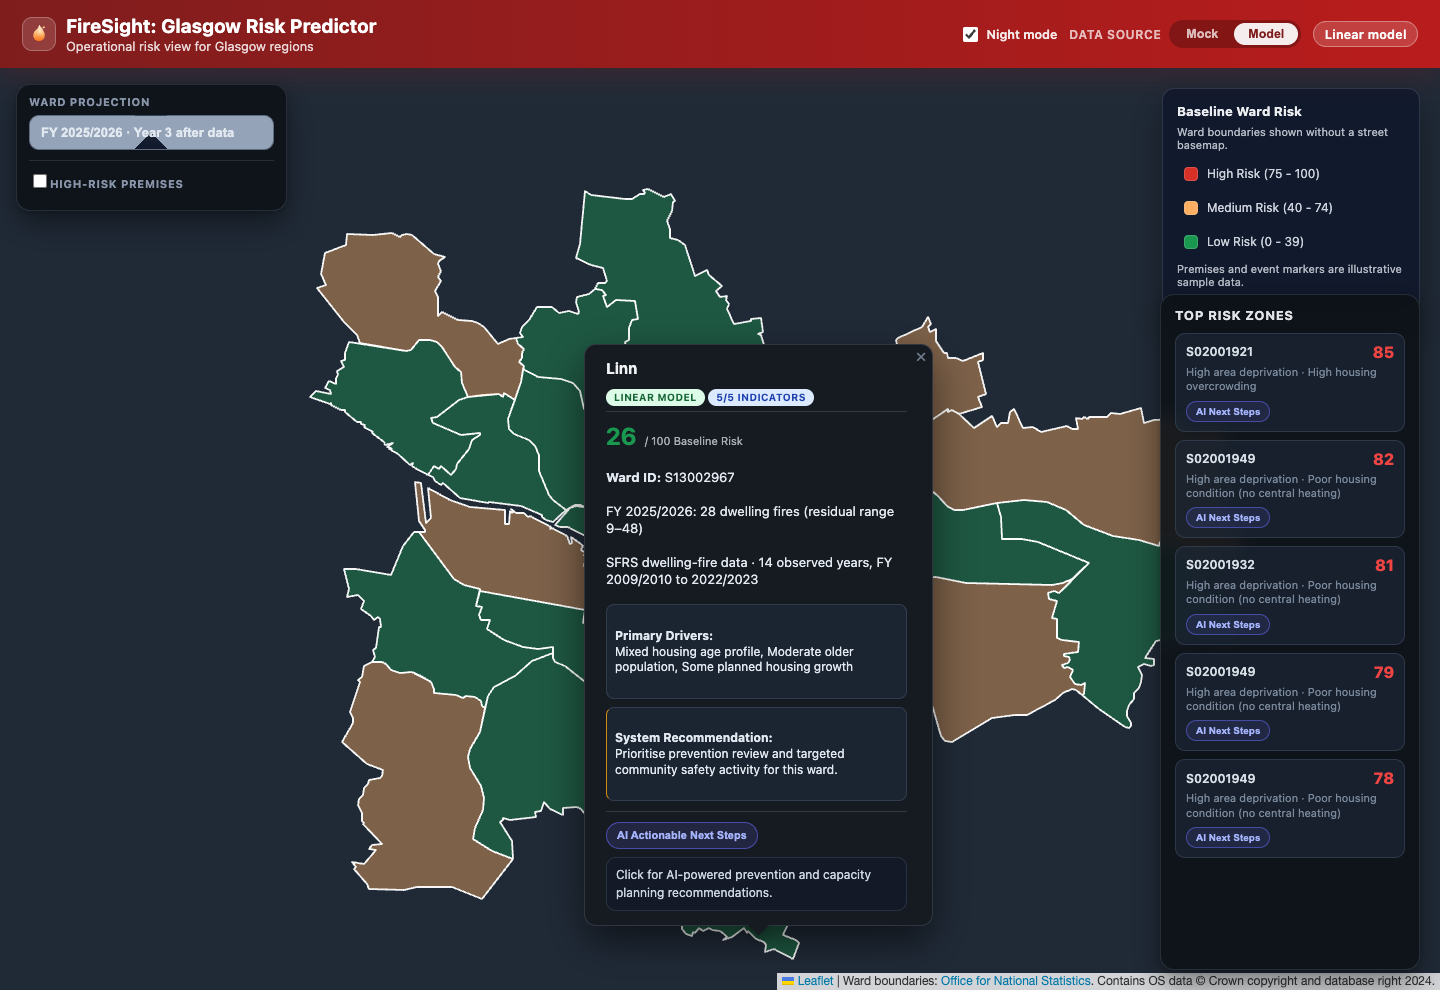 FireSight: Glasgow Risk Predictor
Operational risk view for Glasgow regions
Night mode
DATA SOURCE
Mock
Model
Linear model
WARD PROJECTION
FY 2025/2026 · Year 3 after data
HIGH-RISK PREMISES
Baseline Ward Risk
Ward boundaries shown without a street
basemap.
High Risk (75 - 100)
Medium Risk (40 - 74)
Low Risk (0 - 39)
Premises and event markers are illustrative
sample data.
TOP RISK ZONES
S02001921
85
High area deprivation · High housing
overcrowding
AI Next Steps
S02001949
82
High area deprivation · Poor housing
condition (no central heating)
AI Next Steps
S02001932
81
High area deprivation · Poor housing
condition (no central heating)
AI Next Steps
S02001949
79
High area deprivation · Poor housing
condition (no central heating)
AI Next Steps
S02001949
78
High area deprivation · Poor housing
condition (no central heating)
AI Next Steps
Linn
×
LINEAR MODEL
5/5 INDICATORS
26 / 100 Baseline Risk
Ward ID: S13002967
FY 2025/2026: 28 dwelling fires (residual range
9–48)
SFRS dwelling-fire data · 14 observed years, FY
2009/2010 to 2022/2023
Primary Drivers:
Mixed housing age profile, Moderate older
population, Some planned housing growth
System Recommendation:
Prioritise prevention review and targeted
community safety activity for this ward.
AI Actionable Next Steps
Click for AI-powered prevention and capacity
planning recommendations.
Leaflet | Ward boundaries: Office for National Statistics. Contains OS data © Crown copyright and database right 2024.